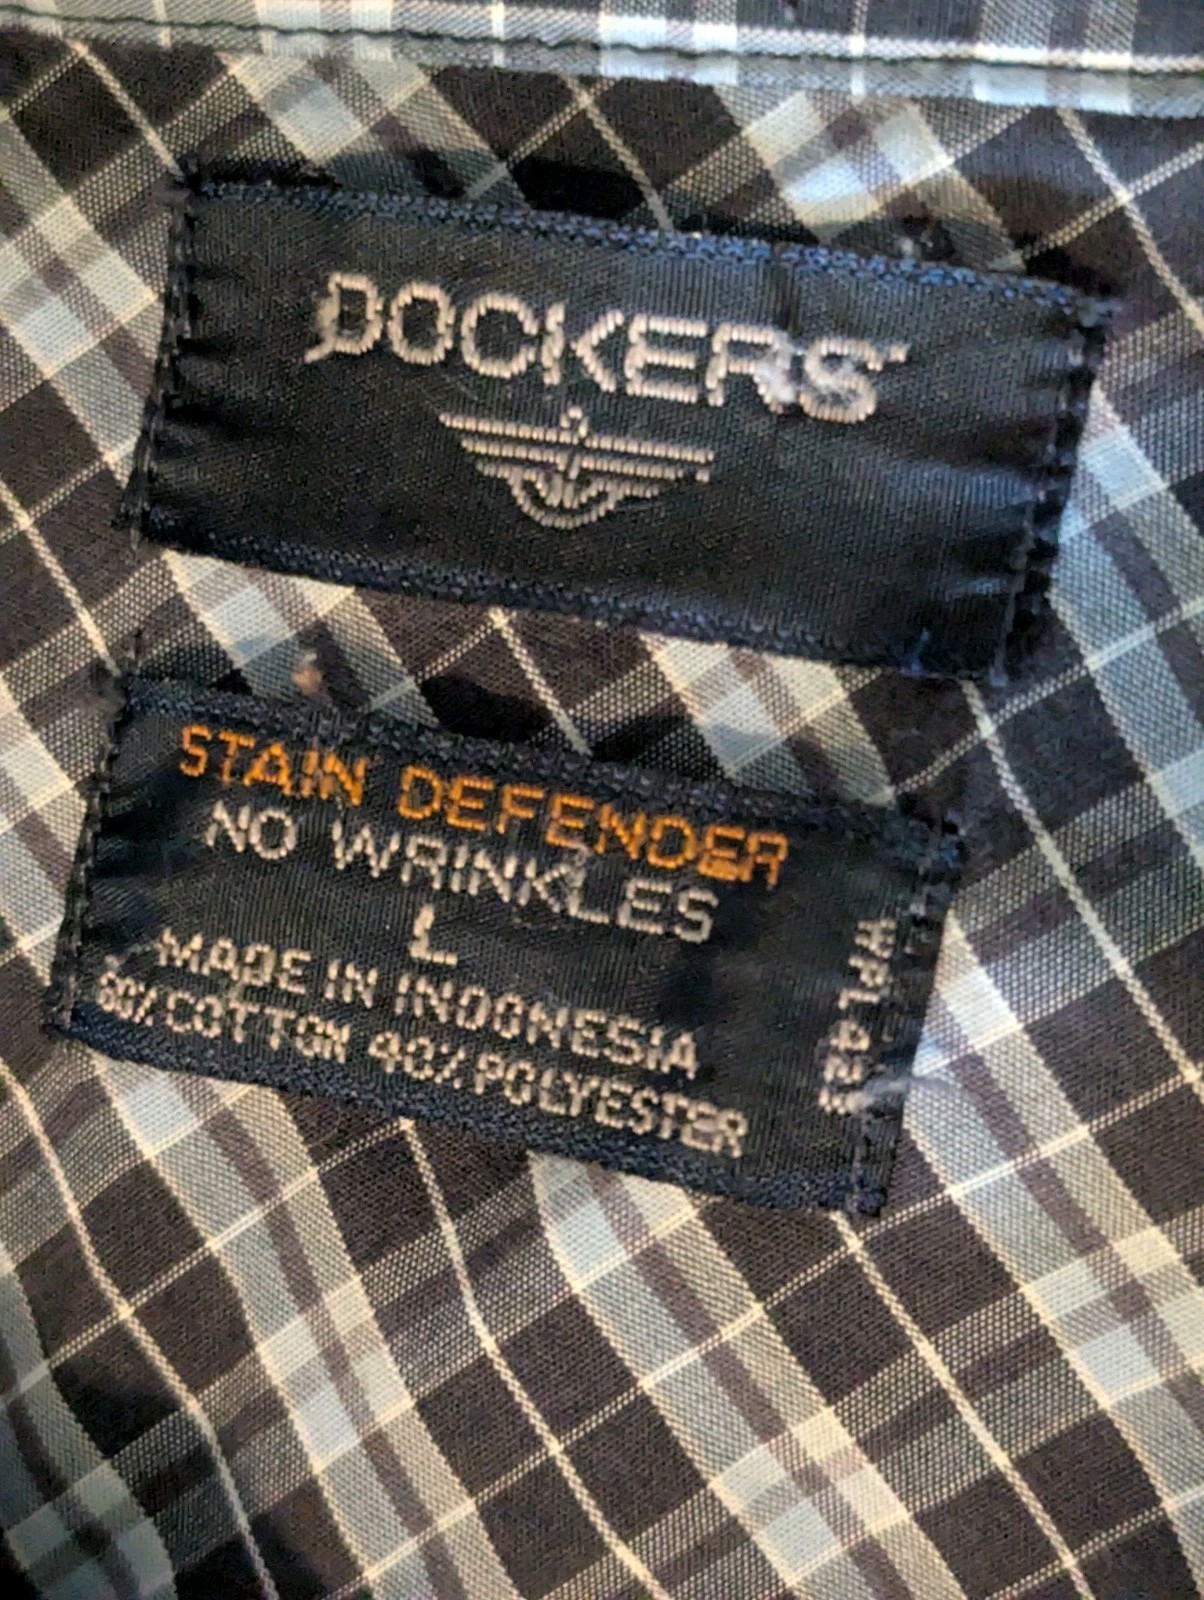 DOCKERS
STAIN DEFENDER
NO WRINKLES
L
MADE IN INDONESIA
60% COTTON 40% POLYESTER